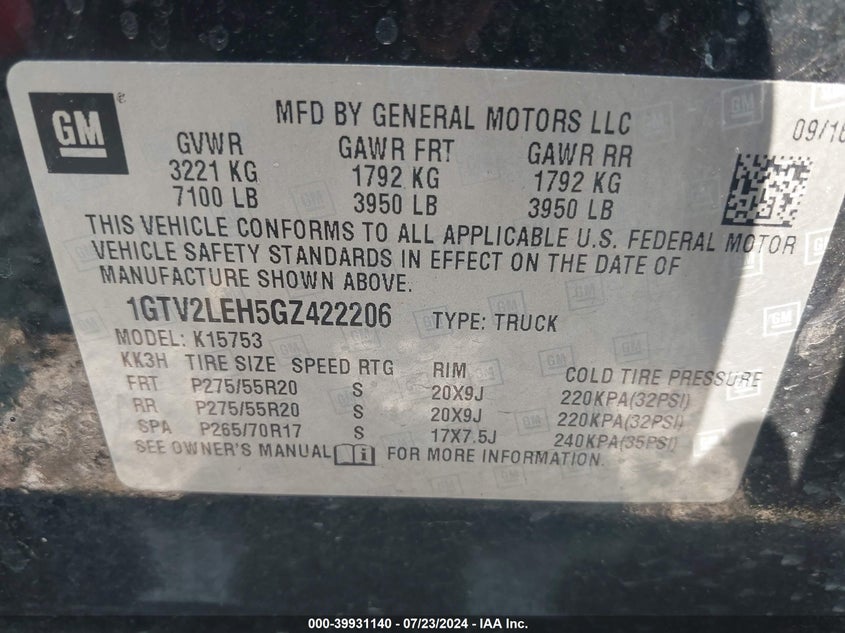 GM
MFD BY GENERAL MOTORS LLC
09/16
GVWR GAWR FRT GAWR RR
3221 KG 1792 KG 1792 KG
7100 LB 3950 LB 3950 LB
THIS VEHICLE CONFORMS TO ALL APPLICABLE U.S. FEDERAL MOTOR
VEHICLE SAFETY STANDARDS IN EFFECT ON THE DATE OF
MANUFACTURE SHOWN ABOVE.
1GTV2LEH5GZ422206 TYPE: TRUCK
MODEL: K15753
KK3H TIRE SIZE SPEED RTG RIM COLD TIRE PRESSURE
FRT P275/55R20 S 20X9J 220KPA(32PSI)
RR P275/55R20 S 20X9J 220KPA(32PSI)
SPA P265/70R17 S 17X7.5J 240KPA(35PSI)
SEE OWNER'S MANUAL FOR MORE INFORMATION.
000-39931140 - 07/23/2024 - IAA Inc.